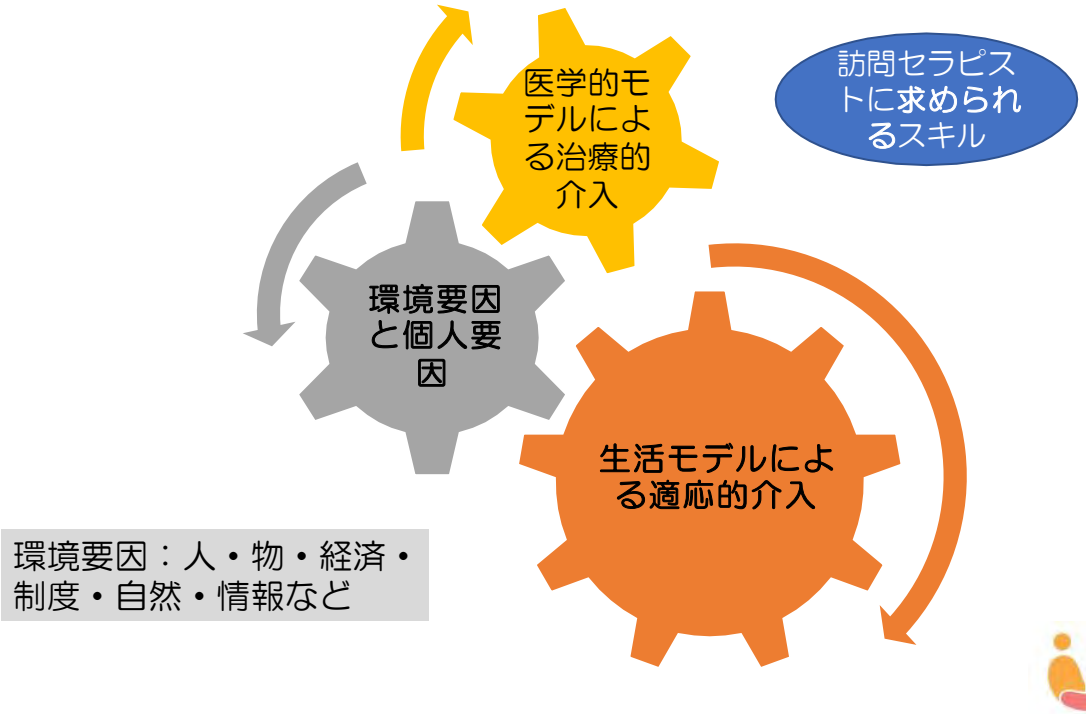 医学的モ
デルによ
る治療的
介入
訪問セラピス
トに求められ
るスキル
環境要因
と個人要
因
生活モデルによ
る適応的介入
環境要因：人・物・経済・
制度・自然・情報など